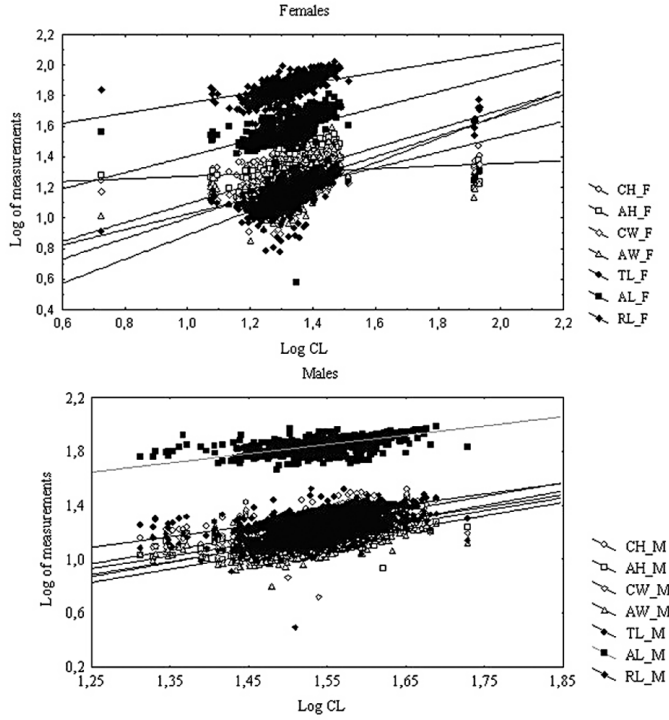 Females
2,2
2,0
1,8
1,6
1,4
1,2
1,0
0,8
0,6
0,4
0,6 0,8 1,0 1,2 1,4 1,6 1,8 2,0 2,2
Log of measurements
Log CL
CH_F
AH_F
CW_F
AW_F
TL_F
AL_F
RL_F
Males
2,2
1,8
1,4
1,0
0,6
0,2
1,25 1,35 1,45 1,55 1,65 1,75 1,85
Log of measurements
Log CL
CH_M
AH_M
CW_M
AW_M
TL_M
AL_M
RL_M